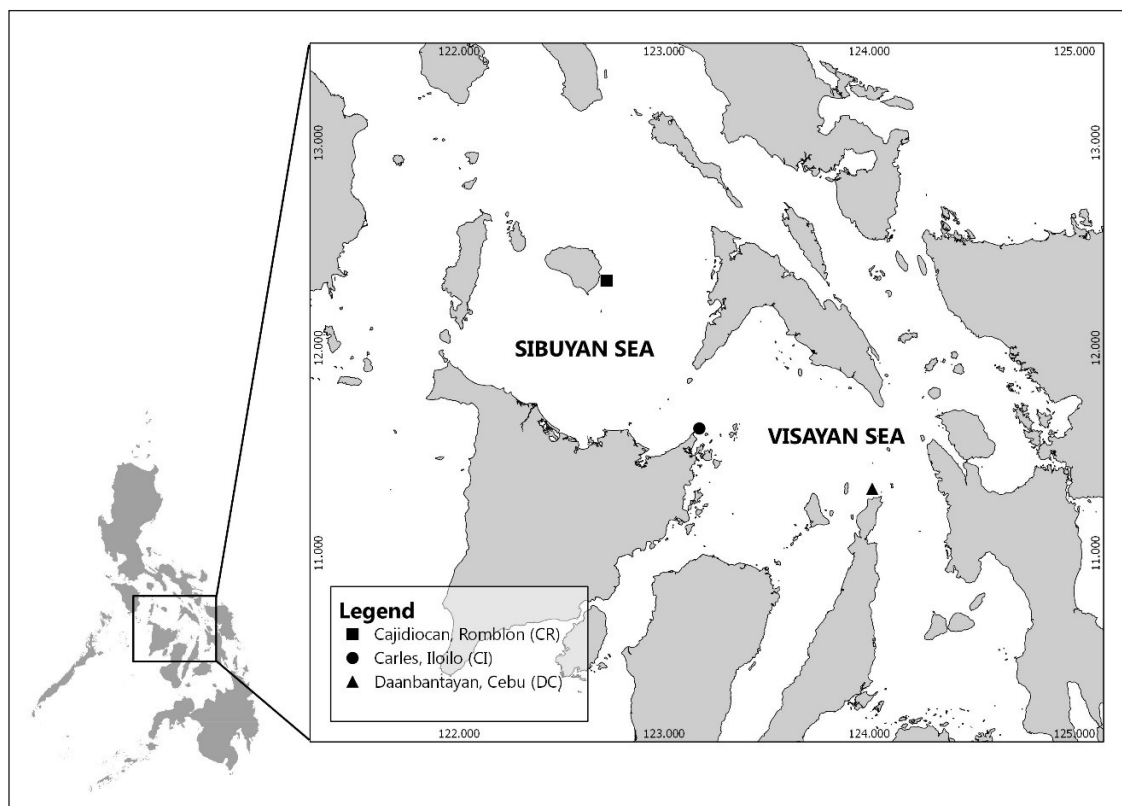 122.000 123.000 124.000 125.000
13.000 13.000
SIBUYAN SEA
12.000 12.000
VISAYAN SEA
11.000 11.000
Legend
Cajidiocan, Romblon (CR)
Carles, Iloilo (CI)
Daanbantayan, Cebu (DC)
122.000 123.000 124.000 125.000